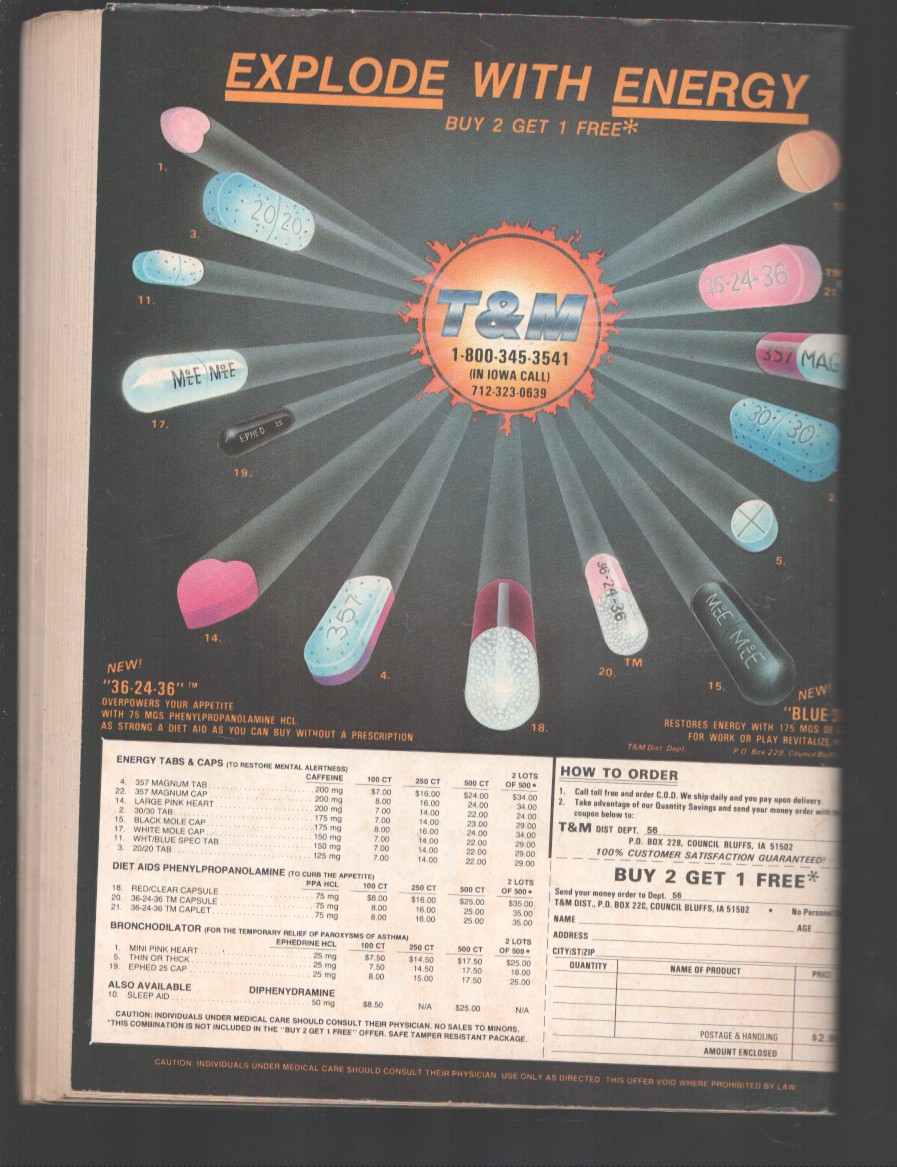 EXPLODE WITH ENERGY
BUY 2 GET 1 FREE*
1.
20 20
3.
36-24-36
11.
T&M
1-800-345-3541
(IN IOWA CALL)
712-323-0639
357 MAG
MoE MoE
17.
30 30
EPHED 25
19.
5.
14.
357
4.
18.
36-24-36
20. TM
MoE MoE
15.
NEW!
"36-24-36" TM
OVERPOWERS YOUR APPETITE
WITH 75 MGS PHENYLPROPANOLAMINE HCL
AS STRONG A DIET AID AS YOU CAN BUY WITHOUT A PRESCRIPTION
NEW!
"BLUE
RESTORES ENERGY WITH 175 MGS OF
FOR WORK OR PLAY REVITALIZE
T&M Dist. Dept. P.O. Box 228, Council Bluffs
ENERGY TABS & CAPS (TO RESTORE MENTAL ALERTNESS)
CAFFEINE 100 CT 250 CT 500 CT 2 LOTS OF 500*
4. 357 MAGNUM TAB 200 mg $7.00 $16.00 $24.00 $34.00
22. 357 MAGNUM CAP 200 mg 8.00 16.00 24.00 34.00
14. LARGE PINK HEART 200 mg 7.00 14.00 22.00 24.00
2. 30/30 TAB 175 mg 7.00 14.00 23.00 29.00
15. BLACK MOLE CAP 175 mg 8.00 16.00 24.00 34.00
17. WHITE MOLE CAP 150 mg 7.00 14.00 22.00 29.00
11. WHT/BLUE SPEC TAB 150 mg 7.00 14.00 22.00 29.00
3. 20/20 TAB 125 mg 7.00 14.00 22.00 29.00
DIET AIDS PHENYLPROPANOLAMINE (TO CURB THE APPETITE)
PPA HCL 100 CT 250 CT 500 CT 2 LOTS OF 500*
18. RED/CLEAR CAPSULE 75 mg $8.00 $16.00 $25.00 $35.00
20. 36-24-36 TM CAPSULE 75 mg 8.00 16.00 25.00 35.00
21. 36-24-36 TM CAPLET 75 mg 8.00 16.00 25.00 35.00
BRONCHODILATOR (FOR THE TEMPORARY RELIEF OF PAROXYSMS OF ASTHMA)
EPHEDRINE HCL 100 CT 250 CT 500 CT 2 LOTS OF 500*
1. MINI PINK HEART 25 mg $7.50 $14.50 $17.50 $25.00
5. THIN OR THICK 25 mg 7.50 14.50 17.50 18.00
19. EPHED 25 CAP 25 mg 8.00 15.00 17.50 25.00
ALSO AVAILABLE DIPHENYDRAMINE
10. SLEEP AID 50 mg $8.50 N/A $25.00 N/A
CAUTION: INDIVIDUALS UNDER MEDICAL CARE SHOULD CONSULT THEIR PHYSICIAN. NO SALES TO MINORS.
*THIS COMBINATION IS NOT INCLUDED IN THE "BUY 2 GET 1 FREE" OFFER. SAFE TAMPER RESISTANT PACKAGE.
HOW TO ORDER
1. Call toll free and order C.O.D. We ship daily and you pay upon delivery.
2. Take advantage of our Quantity Savings and send your money order with
coupon below to:
T&M DIST DEPT. 56
P.O. BOX 228, COUNCIL BLUFFS, IA 51502
100% CUSTOMER SATISFACTION GUARANTEED!
BUY 2 GET 1 FREE*
Send your money order to Dept. 56
T&M DIST., P.O. BOX 22C, COUNCIL BLUFFS, IA 51502 • No
NAME AGE
ADDRESS
CITY/ST/ZIP
QUANTITY NAME OF PRODUCT
POSTAGE & HANDLING
AMOUNT ENCLOSED
CAUTION: INDIVIDUALS UNDER MEDICAL CARE SHOULD CONSULT THEIR PHYSICIAN. USE ONLY AS DIRECTED. THIS OFFER VOID WHERE PROHIBITED BY LAW